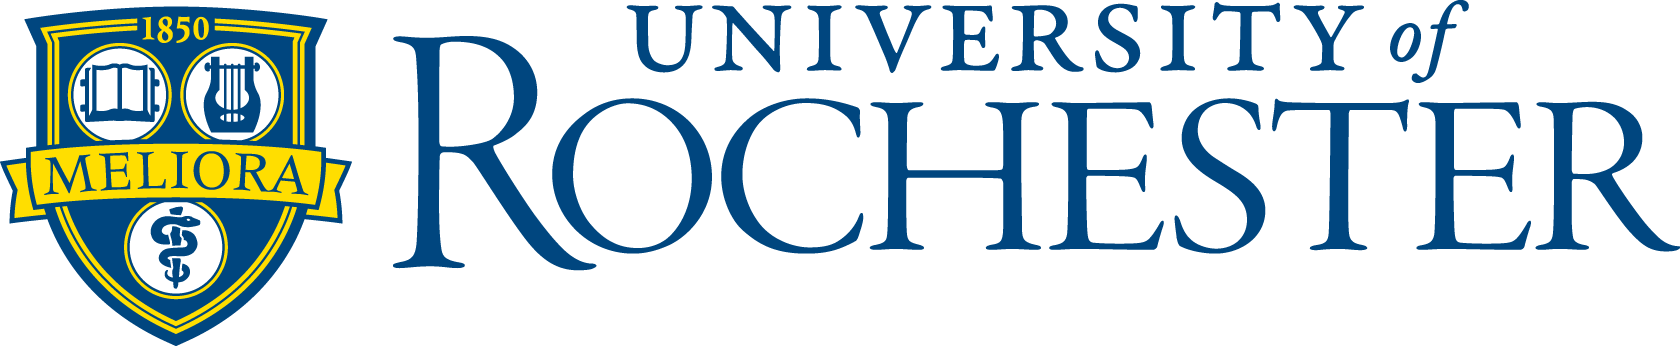 1850
MELIORA
UNIVERSITY of
ROCHESTER